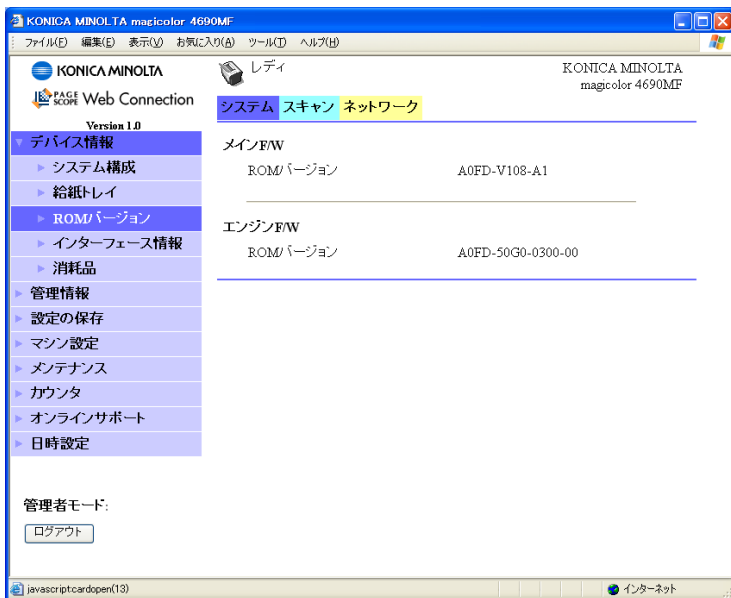 KONICA MINOLTA magicolor 4690MF
ファイル(F) 編集(E) 表示(V) お気に入り(A) ツール(T) ヘルプ(H)
KONICA MINOLTA
PAGE SCOPE Web Connection
Version 1.0
レディ
KONICA MINOLTA
magicolor 4690MF
システム スキャン ネットワーク
デバイス情報
システム構成
給紙トレイ
ROMバージョン
インターフェース情報
消耗品
管理情報
設定の保存
マシン設定
メンテナンス
カウンタ
オンラインサポート
日時設定
管理者モード:
ログアウト
メインF/W
ROMバージョン A0FD-V108-A1
エンジンF/W
ROMバージョン A0FD-50G0-0300-00
javascript:cardopen(13)
インターネット